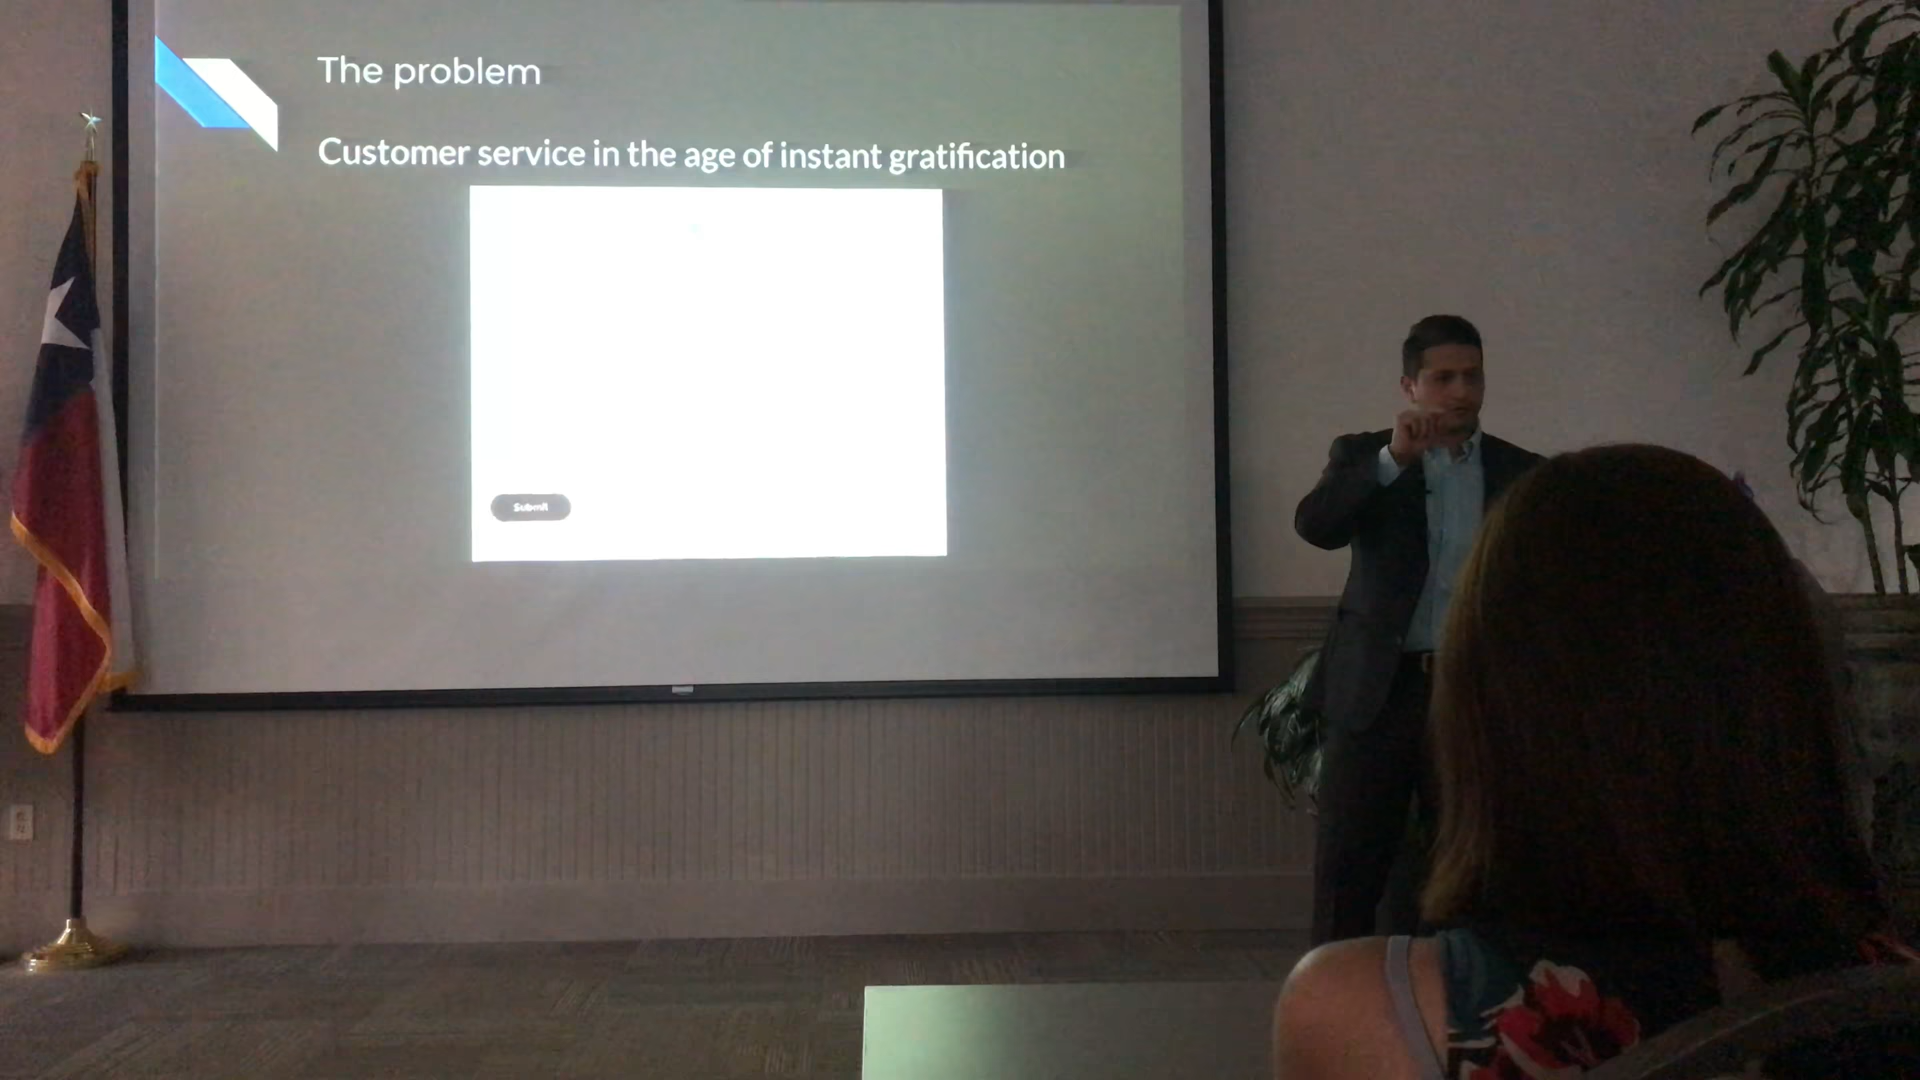 The problem
Customer service in the age of instant gratification
Submit